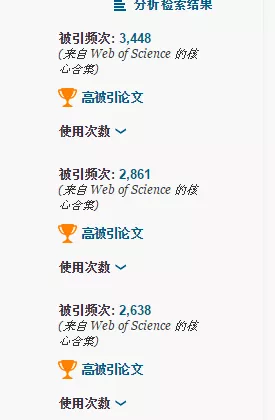 分析检索结果
被引频次: 3,448
(来自 Web of Science 的核
心合集)
高被引论文
使用次数
被引频次: 2,861
(来自 Web of Science 的核
心合集)
高被引论文
使用次数
被引频次: 2,638
(来自 Web of Science 的核
心合集)
高被引论文
使用次数